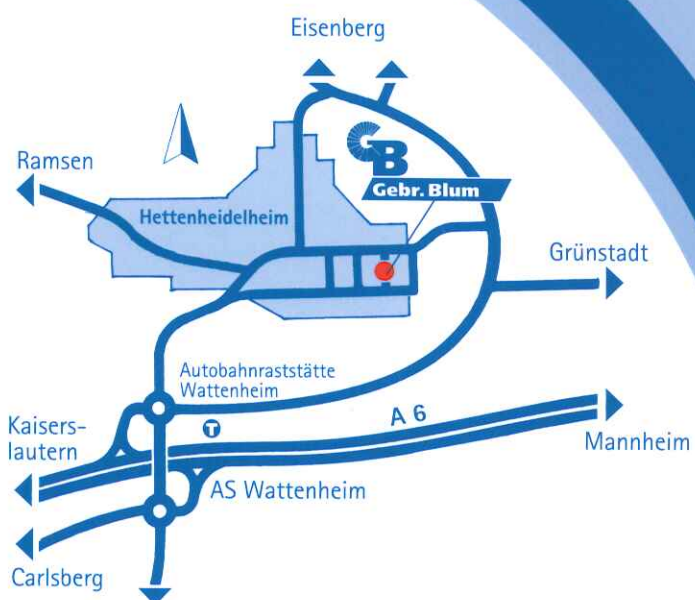 Eisenberg
GB
Gebr. Blum
Ramsen
Hettenheidelheim
Grünstadt
Autobahnraststätte
Wattenheim
Kaisers-
lautern
T
A 6
Mannheim
AS Wattenheim
Carlsberg